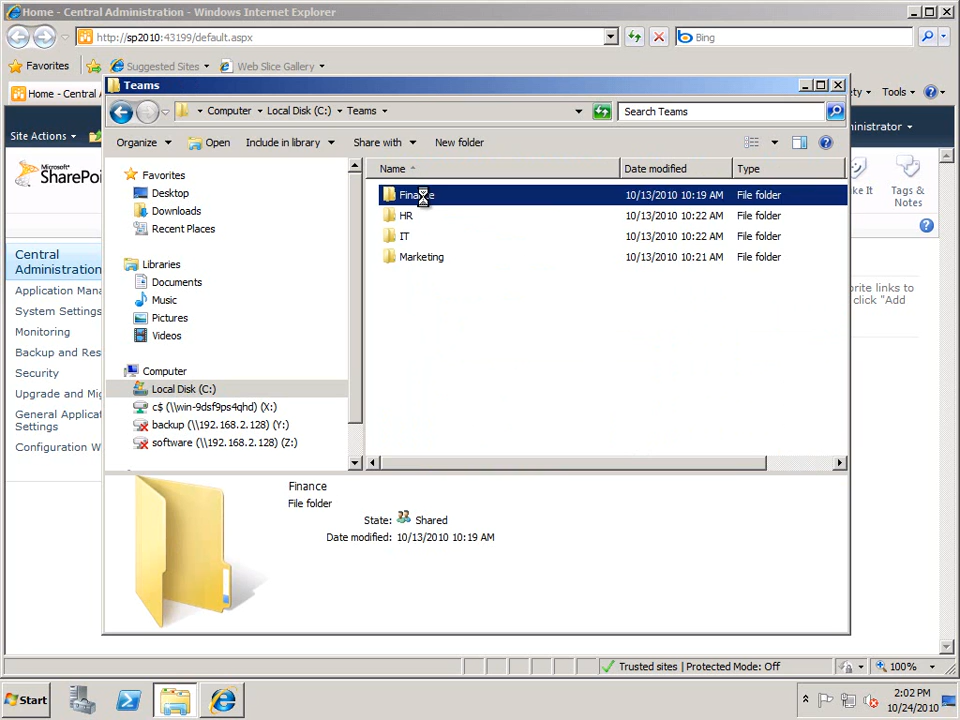 Home - Central Administration - Windows Internet Explorer
http://sp2010:43199/default.aspx
Bing
Favorites
Suggested Sites
Web Slice Gallery
Home - Central
Tools
Site Actions
Administrator
Microsoft
SharePoi
ke It
Tags & Notes
Teams
Computer
Local Disk (C:)
Teams
Search Teams
Organize
Open
Include in library
Share with
New folder
Favorites
Desktop
Downloads
Recent Places
Libraries
Documents
Music
Pictures
Videos
Computer
Local Disk (C:)
c$ (\\win-9dsf9ps4qhd) (X:)
backup (\\192.168.2.128) (Y:)
software (\\192.168.2.128) (Z:)
Name Date modified Type
Finance 10/13/2010 10:19 AM File folder
HR 10/13/2010 10:22 AM File folder
IT 10/13/2010 10:22 AM File folder
Marketing 10/13/2010 10:21 AM File folder
Finance
File folder
State: Shared
Date modified: 10/13/2010 10:19 AM
Central
Administration
Application Mana
System Settings
Monitoring
Backup and Res
Security
Upgrade and Mig
General Applicat
Settings
Configuration W
rite links to
click "Add
Trusted sites | Protected Mode: Off
100%
Start
2:02 PM
10/24/2010